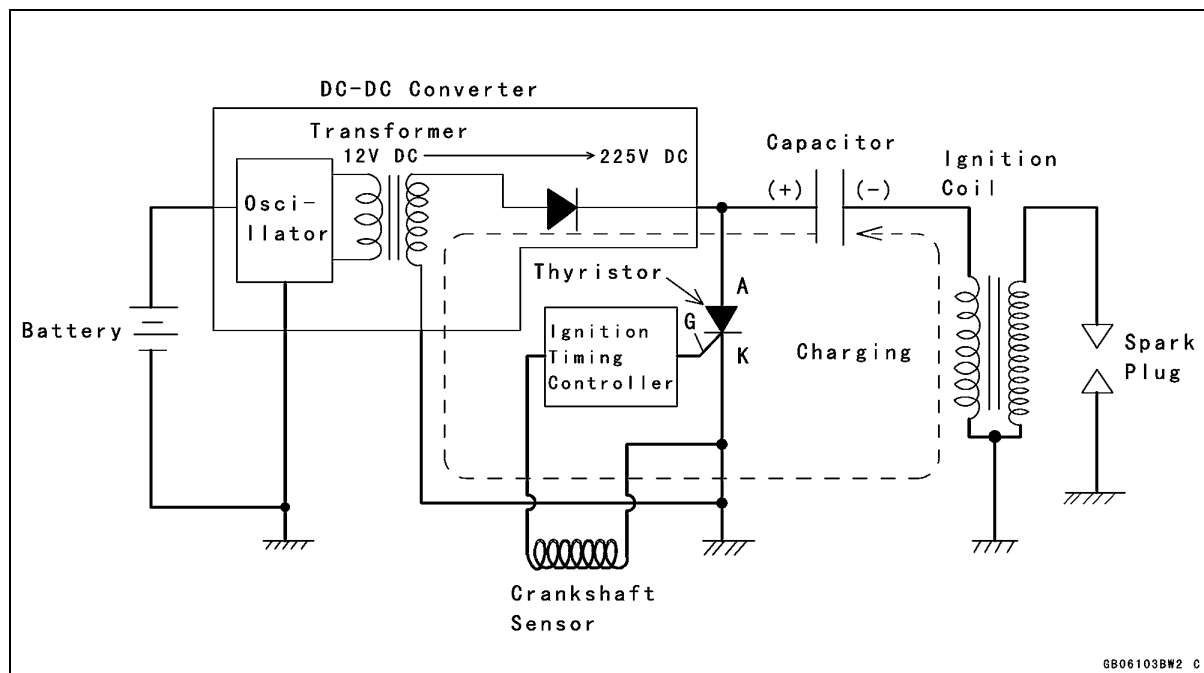 DC-DC Converter
Transformer
12V DC
225V DC
Capacitor
Ignition
Coil
(+)
(-)
Osci-
llator
Thyristor
A
G
K
Ignition
Timing
Controller
Charging
Battery
Spark
Plug
Crankshaft
Sensor
GB06103BW2 C